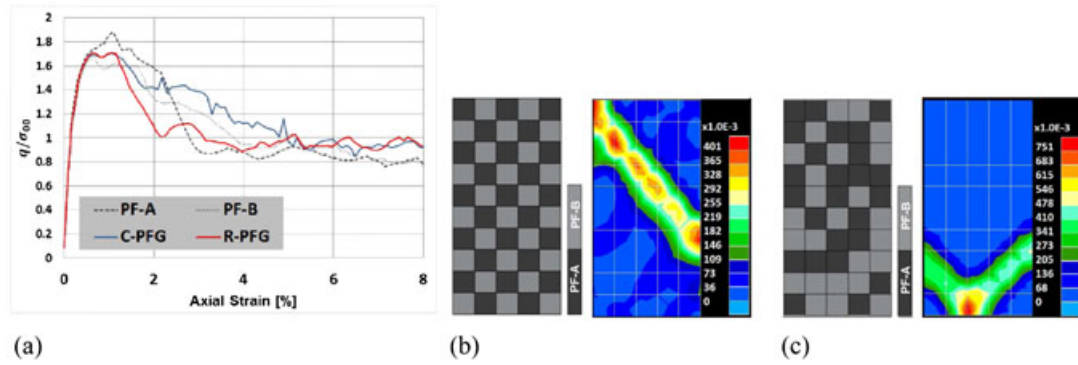 2
1.8
1.6
1.4
1.2
1
0.8
0.6
0.4
0.2
0
q/σ00
PF-A
PF-B
C-PFG
R-PFG
0
2
4
6
8
Axial Strain [%]
(a)
PF-B
PF-A
x1.0E-3
401
365
328
292
255
219
182
146
109
73
36
0
(b)
PF-B
PF-A
x1.0E-3
751
683
615
546
478
410
341
273
205
136
68
0
(c)